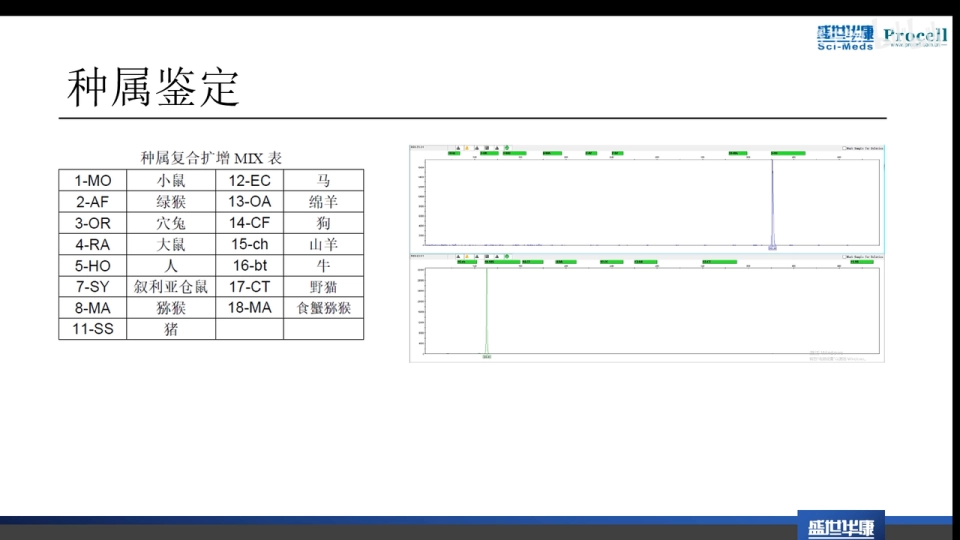 盛世华康
Sci-Meds
Procell
种属鉴定
种属复合扩增 MIX 表
1-MO 小鼠 12-EC 马
2-AF 绿猴 13-OA 绵羊
3-OR 穴兔 14-CF 狗
4-RA 大鼠 15-ch 山羊
5-HO 人 16-bt 牛
7-SY 叙利亚仓鼠 17-CT 野猫
8-MA 猕猴 18-MA 食蟹猕猴
11-SS 猪
盛世华康